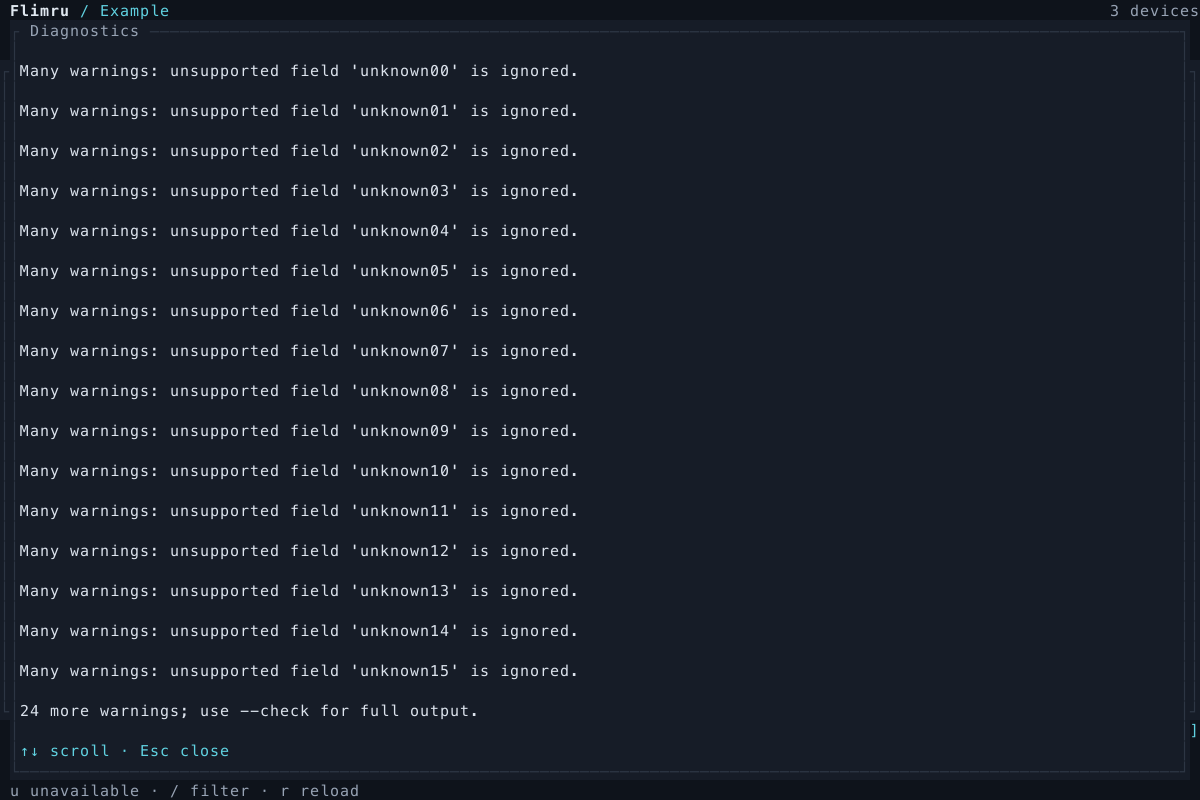 Flimru / Example 3 devices
Diagnostics
Many warnings: unsupported field 'unknown00' is ignored.
Many warnings: unsupported field 'unknown01' is ignored.
Many warnings: unsupported field 'unknown02' is ignored.
Many warnings: unsupported field 'unknown03' is ignored.
Many warnings: unsupported field 'unknown04' is ignored.
Many warnings: unsupported field 'unknown05' is ignored.
Many warnings: unsupported field 'unknown06' is ignored.
Many warnings: unsupported field 'unknown07' is ignored.
Many warnings: unsupported field 'unknown08' is ignored.
Many warnings: unsupported field 'unknown09' is ignored.
Many warnings: unsupported field 'unknown10' is ignored.
Many warnings: unsupported field 'unknown11' is ignored.
Many warnings: unsupported field 'unknown12' is ignored.
Many warnings: unsupported field 'unknown13' is ignored.
Many warnings: unsupported field 'unknown14' is ignored.
Many warnings: unsupported field 'unknown15' is ignored.
24 more warnings; use --check for full output.
]
↑↓ scroll · Esc close
u unavailable · / filter · r reload